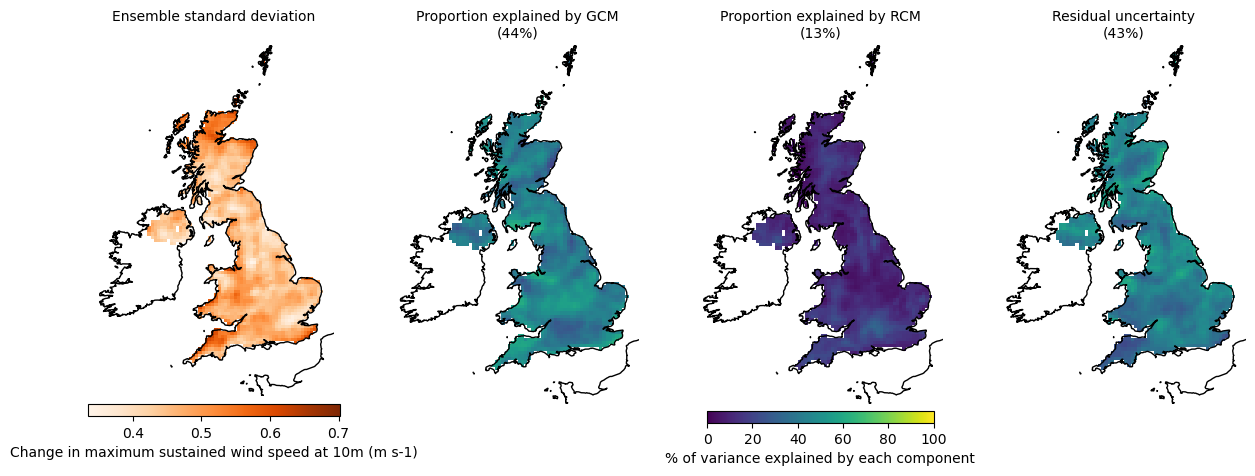 Ensemble standard deviation
Proportion explained by GCM
(44%)
Proportion explained by RCM
(13%)
Residual uncertainty
(43%)
0.4 0.5 0.6 0.7
Change in maximum sustained wind speed at 10m (m s-1)
0 20 40 60 80 100
% of variance explained by each component